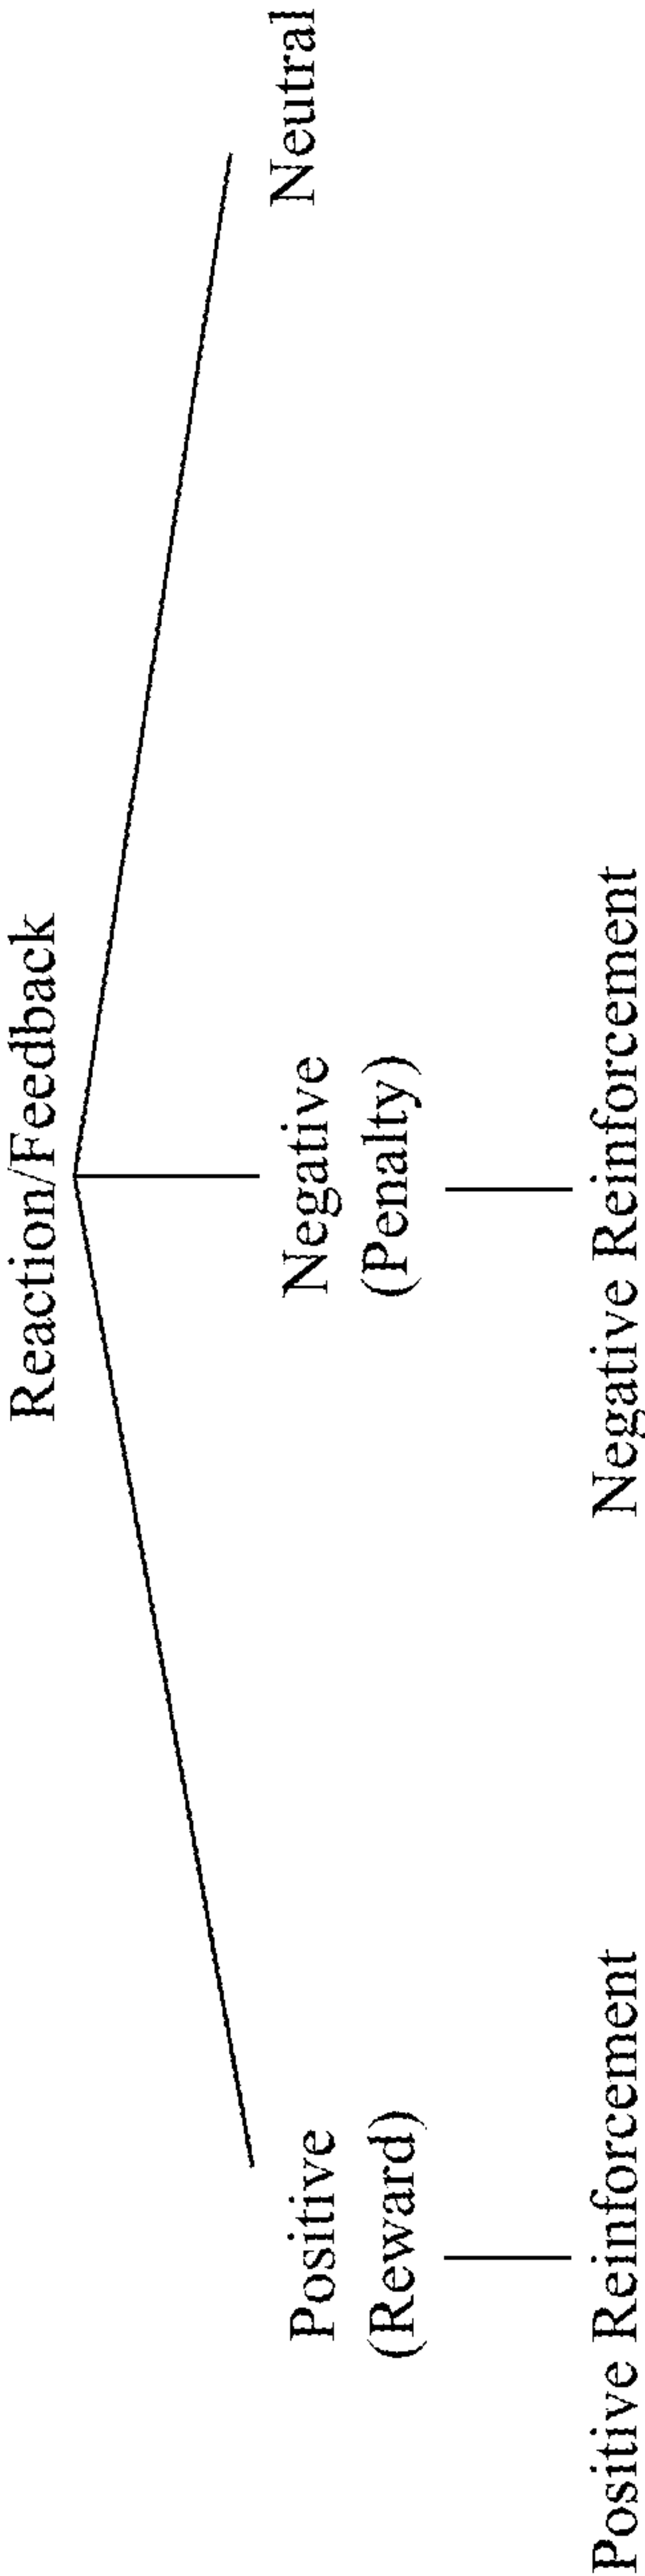 Reaction/Feedback
Positive
(Reward)
Negative
(Penalty)
Neutral
Positive Reinforcement
Negative Reinforcement